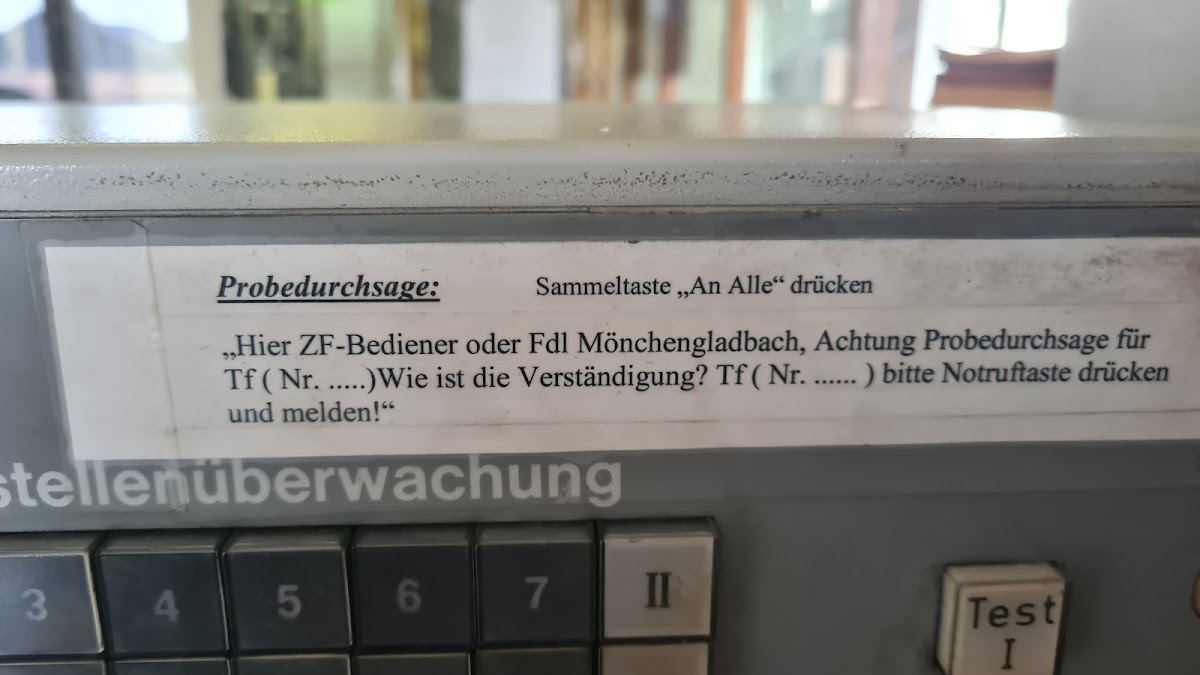 Probedurchsage: Sammeltaste „An Alle“ drücken
„Hier ZF-Bediener oder Fdl Mönchengladbach, Achtung Probedurchsage für
Tf ( Nr. .....)Wie ist die Verständigung? Tf ( Nr. ...... ) bitte Notruftaste drücken
und melden!“
stellenüberwachung
3 4 5 6 7 II
Test
I